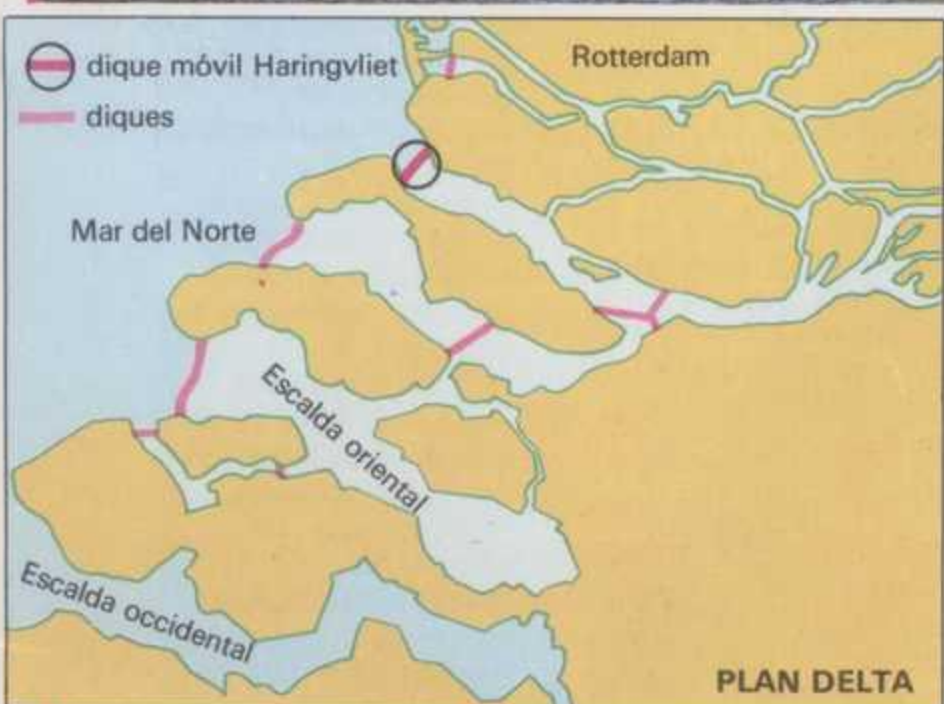 dique móvil Haringvliet
diques
Rotterdam
Mar del Norte
Escalda oriental
Escalda occidental
PLAN DELTA